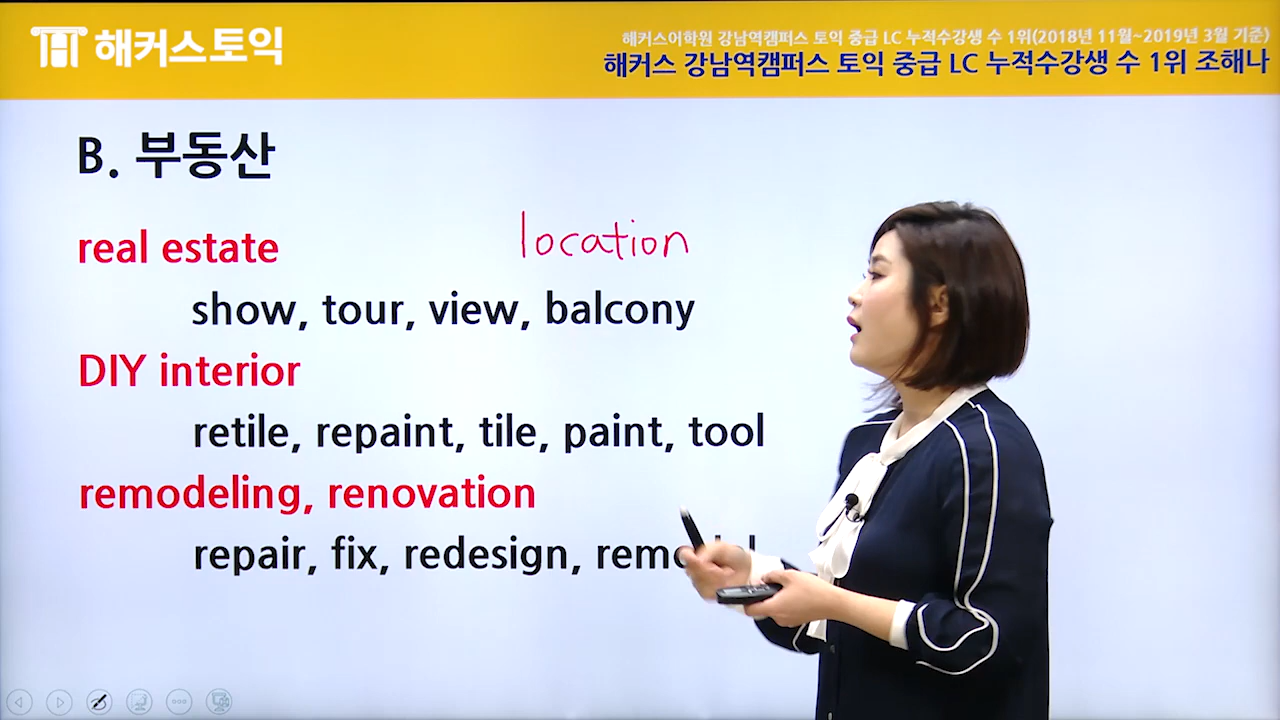 해커스토익
해커스어학원 강남역캠퍼스 토익 중급 LC 누적수강생 수 1위(2018년 11월~2019년 3월 기준)
해커스 강남역캠퍼스 토익 중급 LC 누적수강생 수 1위 조해나
B. 부동산
real estate
location
show, tour, view, balcony
DIY interior
retile, repaint, tile, paint, tool
remodeling, renovation
repair, fix, redesign,